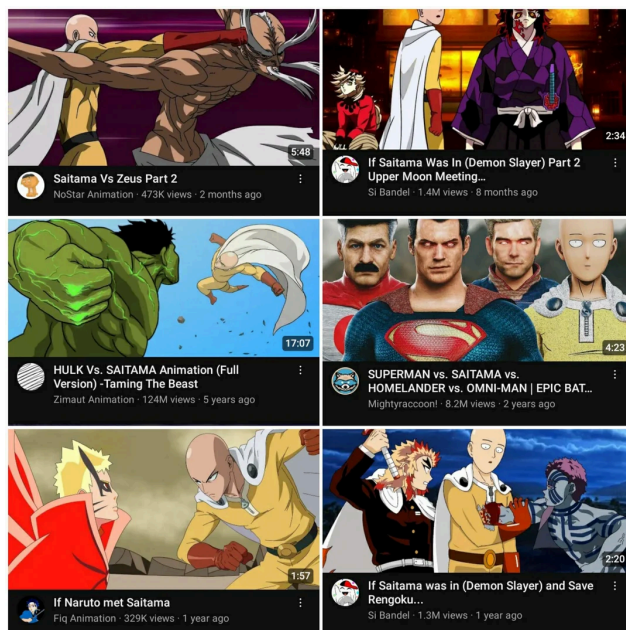 5:48
Saitama Vs Zeus Part 2
NoStar Animation · 473K views · 2 months ago
2:34
If Saitama Was In (Demon Slayer) Part 2
Upper Moon Meeting...
Si Bandel · 1.4M views · 8 months ago
17:07
HULK Vs. SAITAMA Animation (Full
Version) -Taming The Beast
Zimaut Animation · 124M views · 5 years ago
4:23
SUPERMAN vs. SAITAMA vs.
HOMELANDER vs. OMNI-MAN | EPIC BAT...
Mightyraccoon! · 8.2M views · 2 years ago
1:57
If Naruto met Saitama
Fiq Animation · 329K views · 1 year ago
2:20
If Saitama was in (Demon Slayer) and Save
Rengoku...
Si Bandel · 1.3M views · 1 year ago